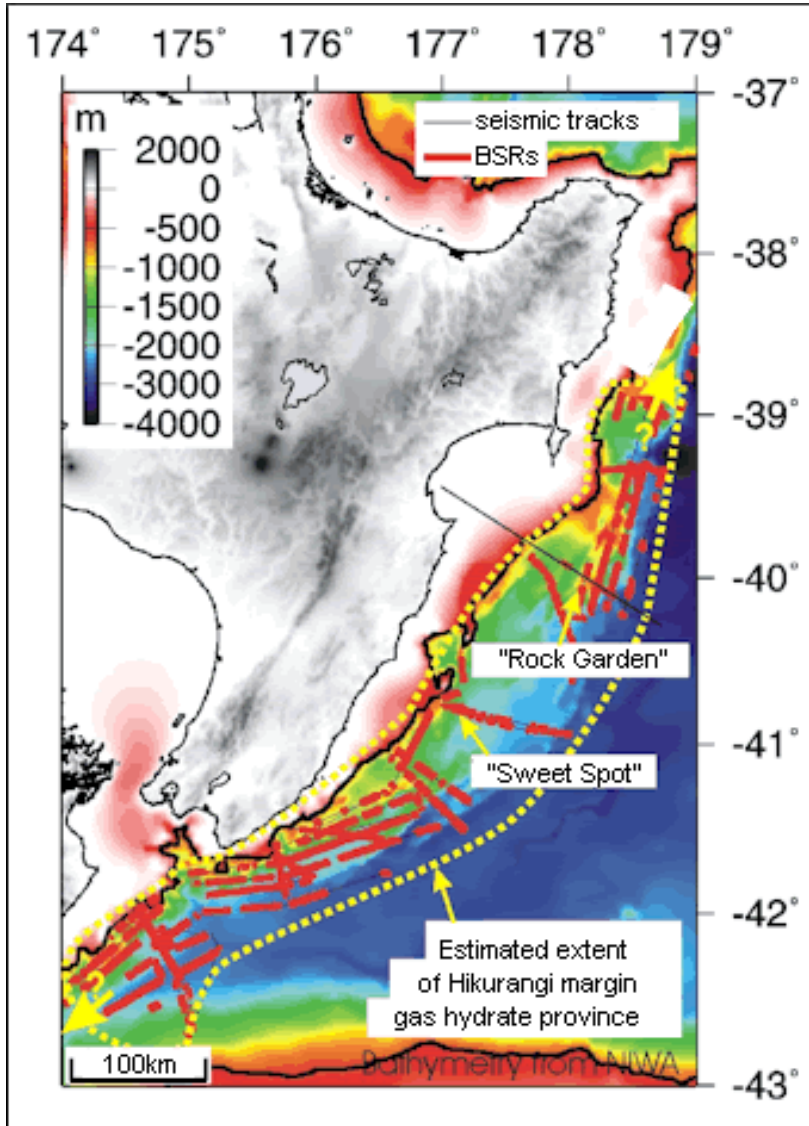 174° 175° 176° 177° 178° 179°
m
2000
0
-500
-1000
-1500
-2000
-3000
-4000
seismic tracks
BSRs
-37°
-38°
-39°
-40°
-41°
-42°
-43°
?
"Rock Garden"
"Sweet Spot"
Estimated extent
of Hikurangi margin
gas hydrate province
?
100km
Bathymetry from NIWA